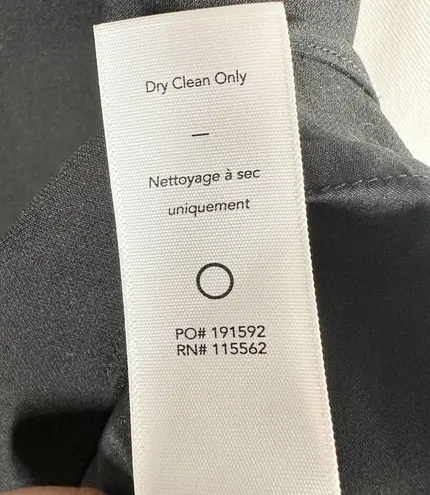 Dry Clean Only
—
Nettoyage à sec
uniquement
PO# 191592
RN# 115562